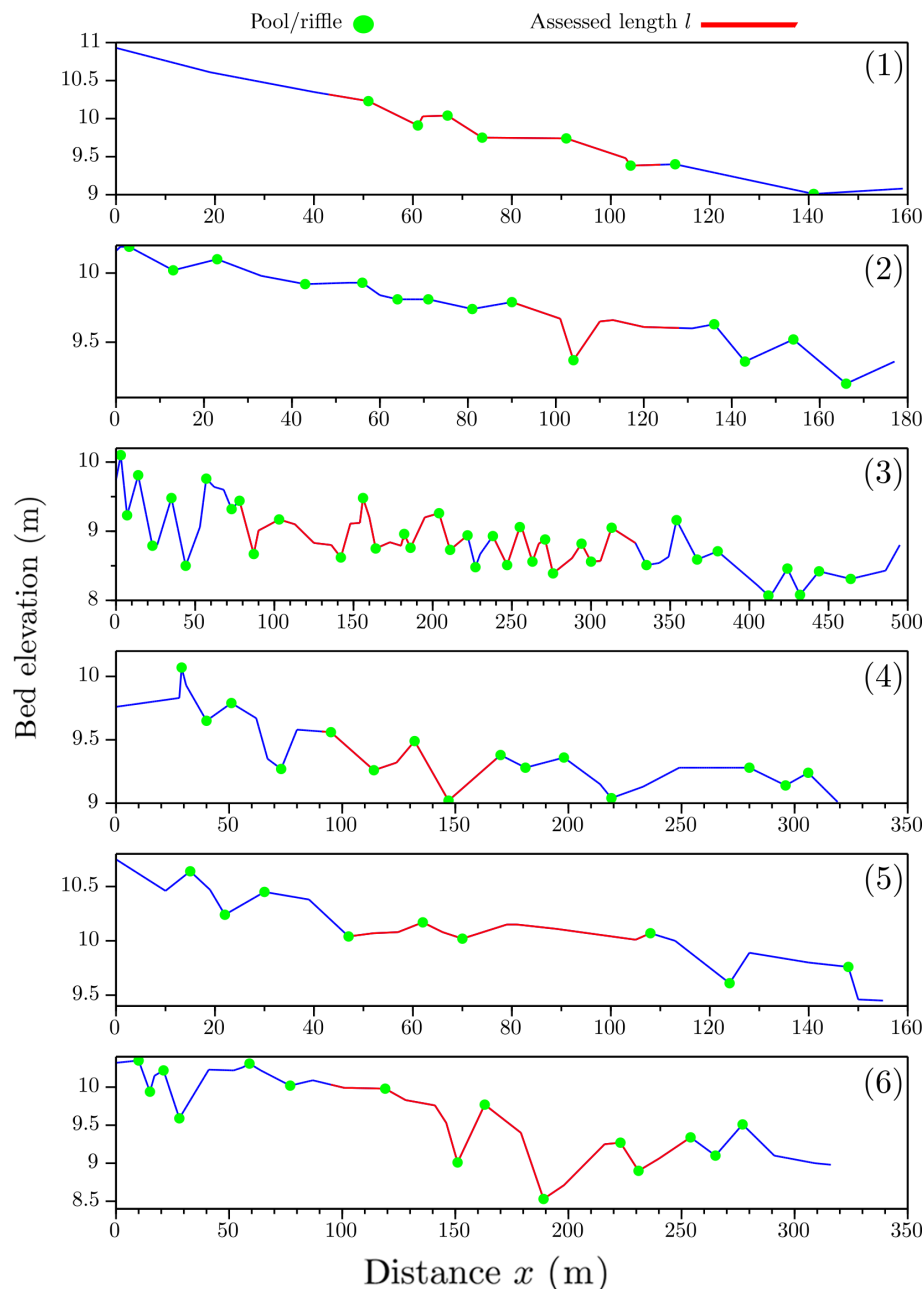 Pool/riffle
Assessed length l
(1)
11
10.5
10
9.5
9
0 20 40 60 80 100 120 140 160
(2)
10
9.5
0 20 40 60 80 100 120 140 160 180
(3)
10
9
8
0 50 100 150 200 250 300 350 400 450 500
(4)
10
9.5
9
0 50 100 150 200 250 300 350
(5)
10.5
10
9.5
0 20 40 60 80 100 120 140 160
(6)
10
9.5
9
8.5
0 50 100 150 200 250 300 350
Bed elevation (m)
Distance x (m)